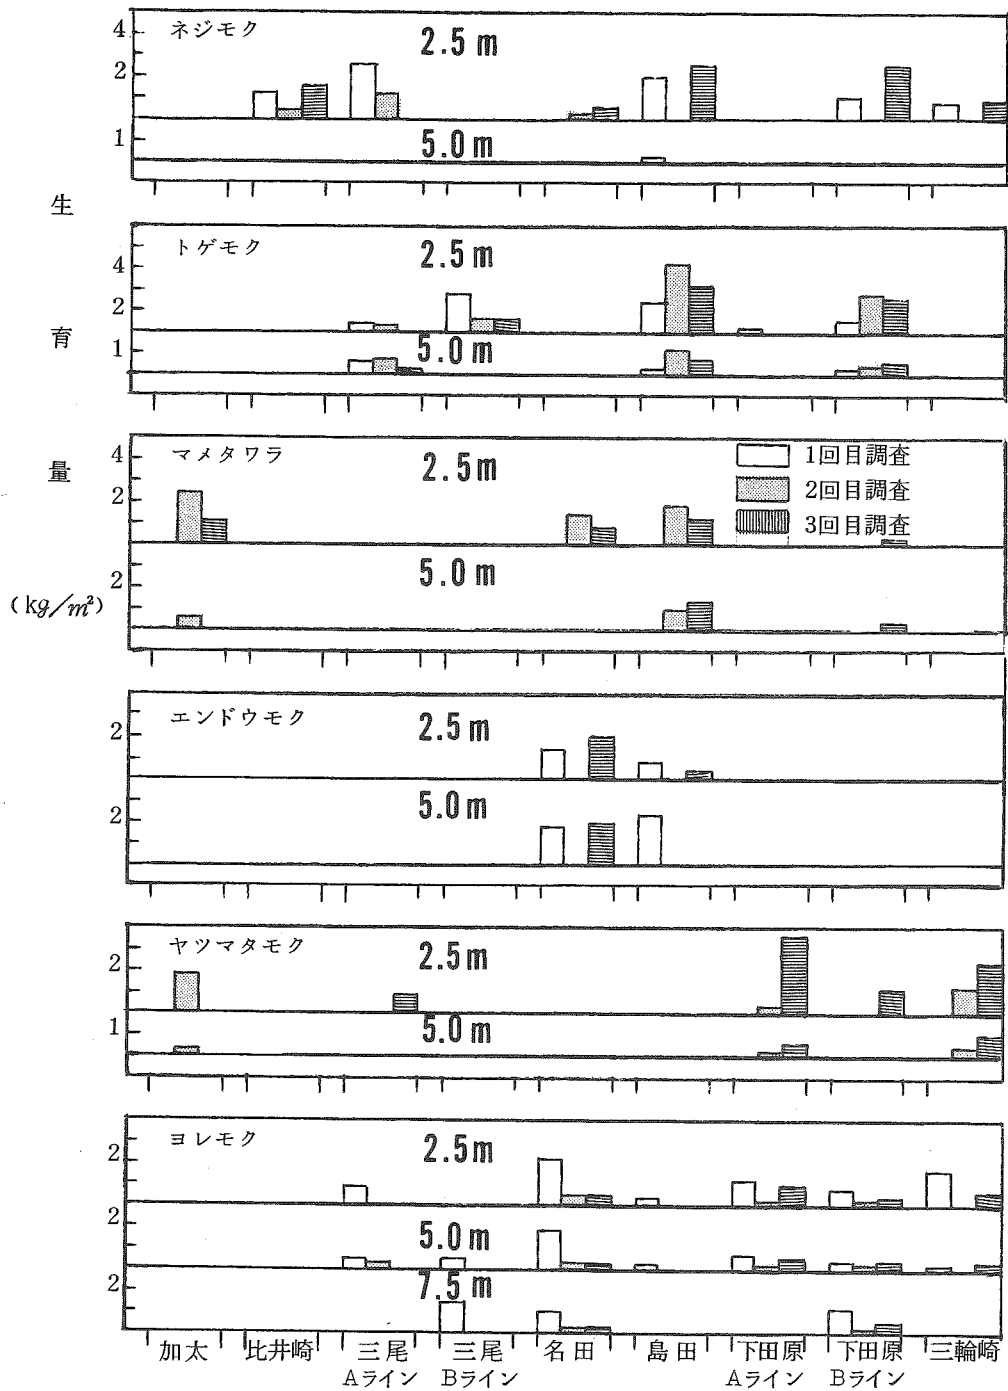 ネジモク
2.5 m
4
2
5.0 m
1
トゲモク
2.5 m
4
2
5.0 m
1
マメタワラ
2.5 m
4
2
1回目調査
2回目調査
3回目調査
5.0 m
2
エンドウモク
2.5 m
2
5.0 m
2
ヤツマタモク
2.5 m
2
5.0 m
1
ヨレモク
2.5 m
2
5.0 m
2
7.5 m
2
生
育
量
(kg/m²)
加太
比井崎
三尾
Aライン
三尾
Bライン
名田
島田
下田原
Aライン
下田原
Bライン
三輪崎